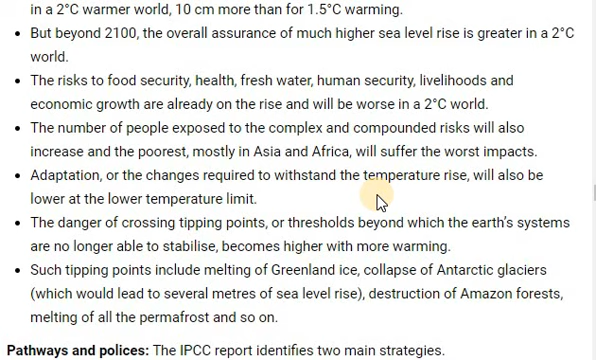 in a 2°C warmer world, 10 cm more than for 1.5°C warming.
• But beyond 2100, the overall assurance of much higher sea level rise is greater in a 2°C
world.
• The risks to food security, health, fresh water, human security, livelihoods and
economic growth are already on the rise and will be worse in a 2°C world.
• The number of people exposed to the complex and compounded risks will also
increase and the poorest, mostly in Asia and Africa, will suffer the worst impacts.
• Adaptation, or the changes required to withstand the temperature rise, will also be
lower at the lower temperature limit.
• The danger of crossing tipping points, or thresholds beyond which the earth's systems
are no longer able to stabilise, becomes higher with more warming.
• Such tipping points include melting of Greenland ice, collapse of Antarctic glaciers
(which would lead to several metres of sea level rise), destruction of Amazon forests,
melting of all the permafrost and so on.
Pathways and polices: The IPCC report identifies two main strategies.